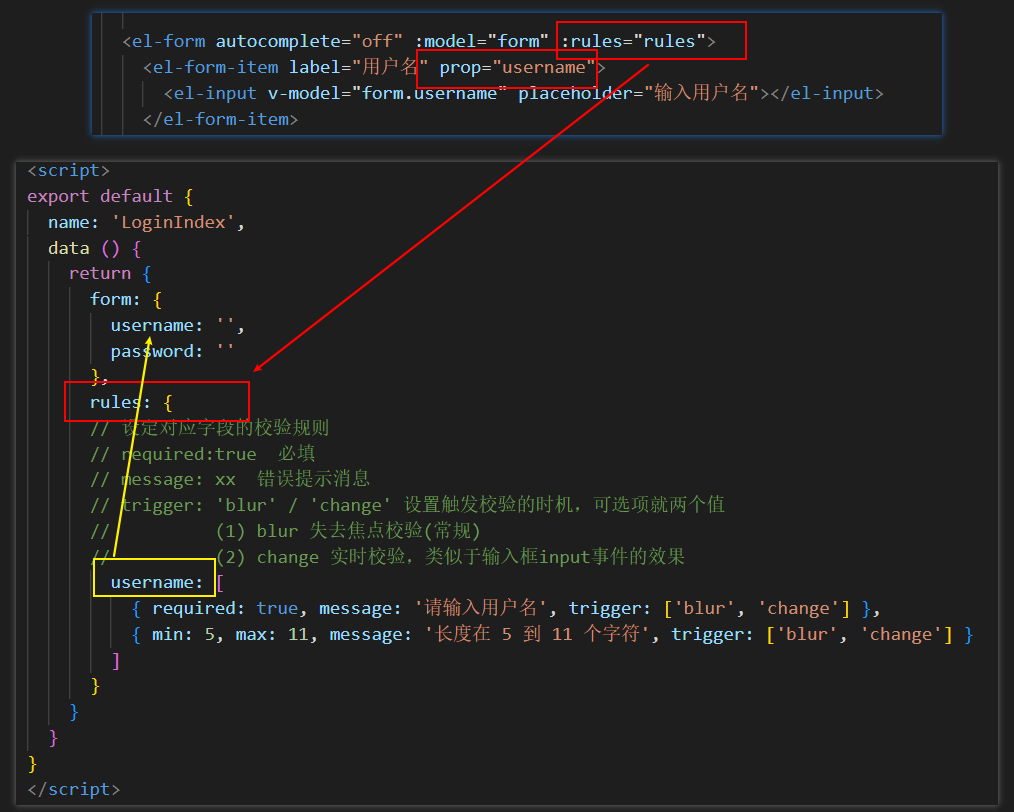 <el-form autocomplete="off" :model="form" :rules="rules">
<el-form-item label="用户名" prop="username">
<el-input v-model="form.username" placeholder="输入用户名"></el-input>
</el-form-item>
<script>
export default {
name: 'LoginIndex',
data () {
return {
form: {
username: '',
password: ''
},
rules: {
// 设定对应字段的校验规则
// required:true 必填
// message: xx 错误提示消息
// trigger: 'blur' / 'change' 设置触发校验的时机，可选项就两个值
// (1) blur 失去焦点校验(常规)
// (2) change 实时校验，类似于输入框input事件的效果
username: [
{ required: true, message: '请输入用户名', trigger: ['blur', 'change'] },
{ min: 5, max: 11, message: '长度在 5 到 11 个字符', trigger: ['blur', 'change'] }
]
}
}
}
}
</script>